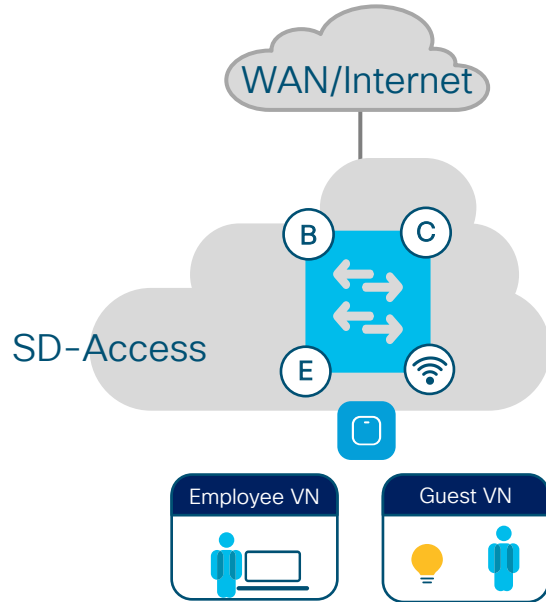 WAN/Internet
B
C
SD-Access
E
Employee VN
Guest VN